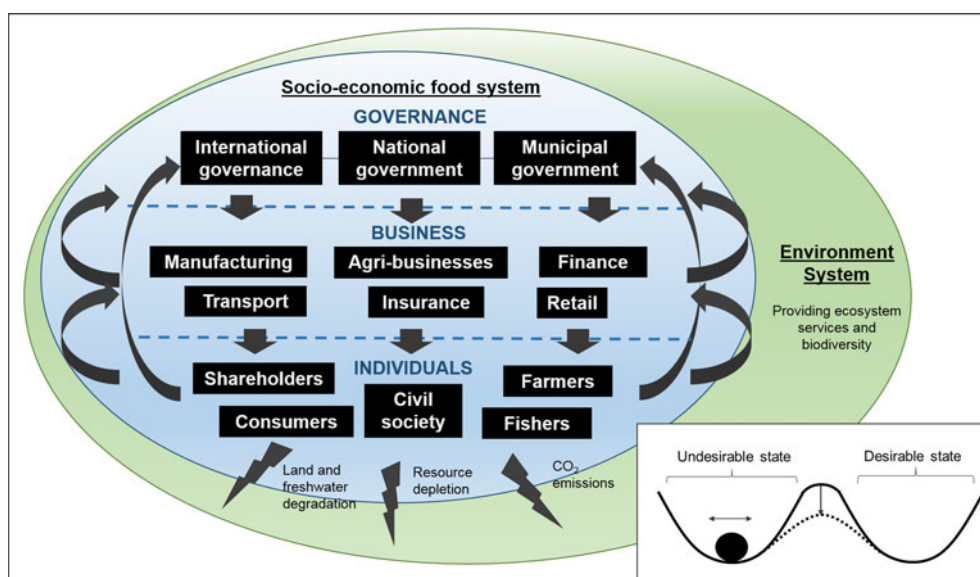 Socio-economic food system
GOVERNANCE
International
governance
National
government
Municipal
government
BUSINESS
Manufacturing
Agri-businesses
Finance
Transport
Insurance
Retail
INDIVIDUALS
Shareholders
Consumers
Civil
society
Farmers
Fishers
Land and
freshwater
degradation
Resource
depletion
CO₂
emissions
Environment
System
Providing ecosystem
services and
biodiversity
Undesirable state
Desirable state